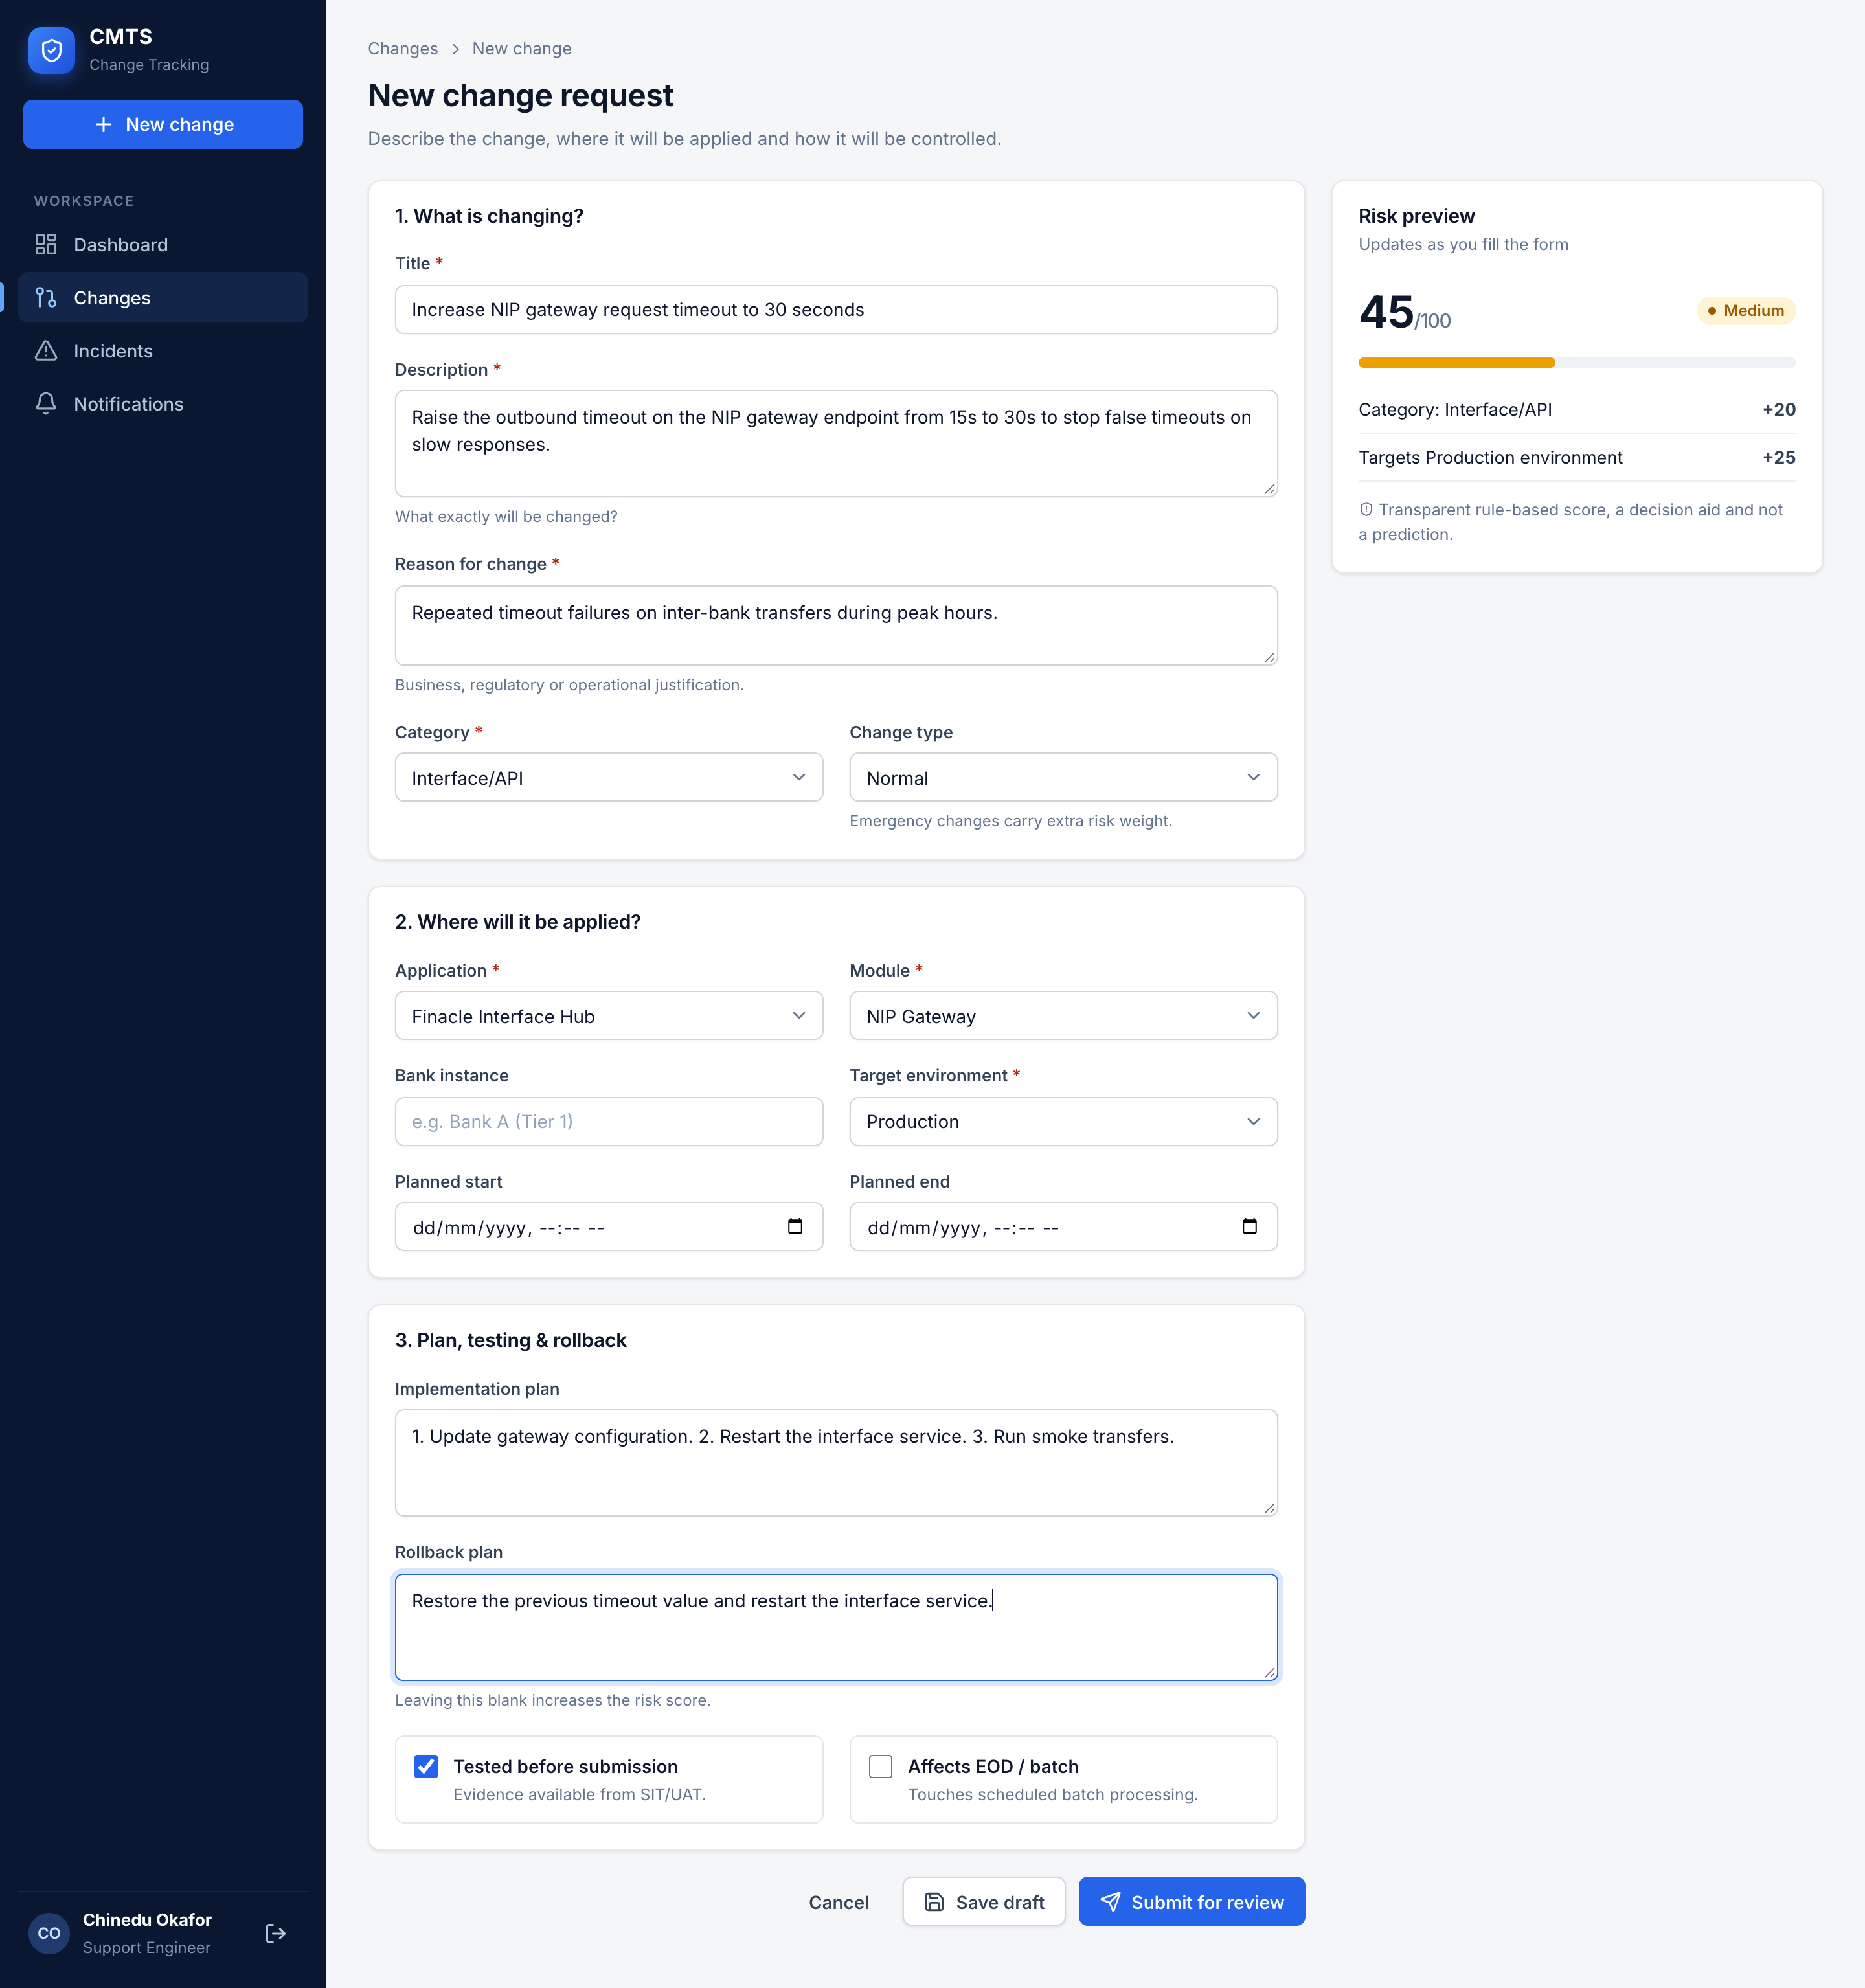 CMTS
Change Tracking
New change
WORKSPACE
Dashboard
Changes
Incidents
Notifications
Chinedu Okafor
CO
Support Engineer
Changes > New change
New change request
Describe the change, where it will be applied and how it will be controlled.
1. What is changing?
Title *
Increase NIP gateway request timeout to 30 seconds
Description *
Raise the outbound timeout on the NIP gateway endpoint from 15s to 30s to stop false timeouts on
slow responses.
What exactly will be changed?
Reason for change *
Repeated timeout failures on inter-bank transfers during peak hours.
Business, regulatory or operational justification.
Category *
Change type
Interface/API
Normal
Emergency changes carry extra risk weight.
2. Where will it be applied?
Application *
Module *
Finacle Interface Hub
NIP Gateway
Bank instance
Target environment *
e.g. Bank A (Tier 1)
Production
Planned start
Planned end
dd/mm/yyyy, --:-- --
dd/mm/yyyy, --:-- --
3. Plan, testing & rollback
Implementation plan
1. Update gateway configuration. 2. Restart the interface service. 3. Run smoke transfers.
Rollback plan
Restore the previous timeout value and restart the interface service.
Leaving this blank increases the risk score.
Tested before submission
Evidence available from SIT/UAT.
Affects EOD / batch
Touches scheduled batch processing.
Cancel
Save draft
Submit for review
Risk preview
Updates as you fill the form
45/100
Medium
Category: Interface/API +20
Targets Production environment +25
Transparent rule-based score, a decision aid and not
a prediction.